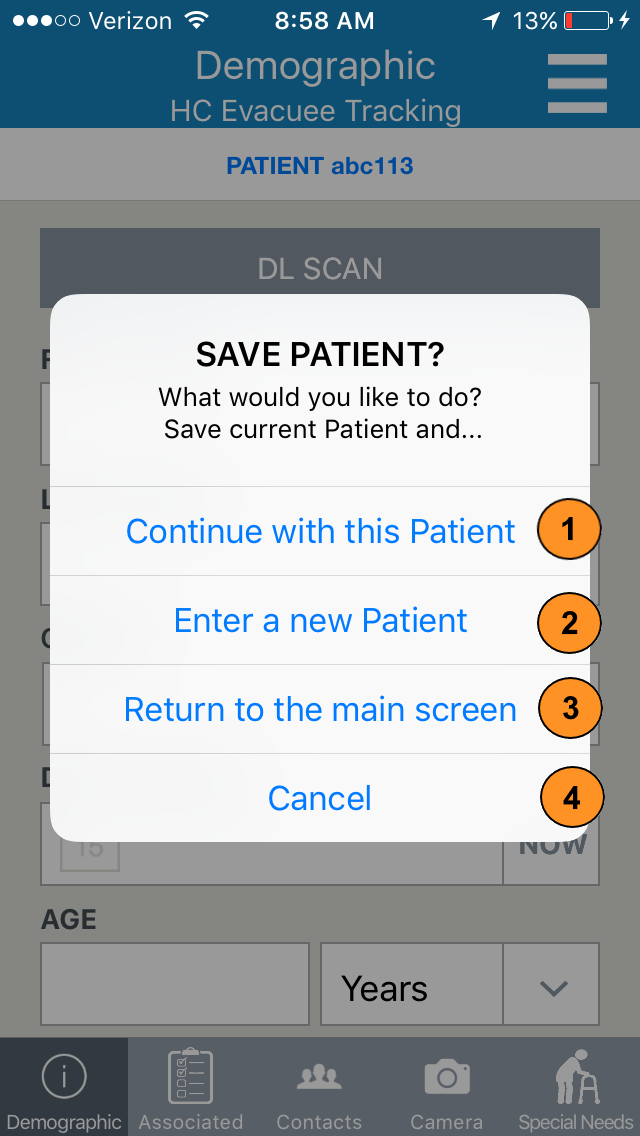 Verizon 8:58 AM 13%
Demographic
HC Evacuee Tracking
PATIENT abc113
DL SCAN
SAVE PATIENT?
What would you like to do?
Save current Patient and...
Continue with this Patient 1
Enter a new Patient 2
Return to the main screen 3
Cancel 4
15 NOW
AGE
Years
Demographic Associated Contacts Camera Special Needs